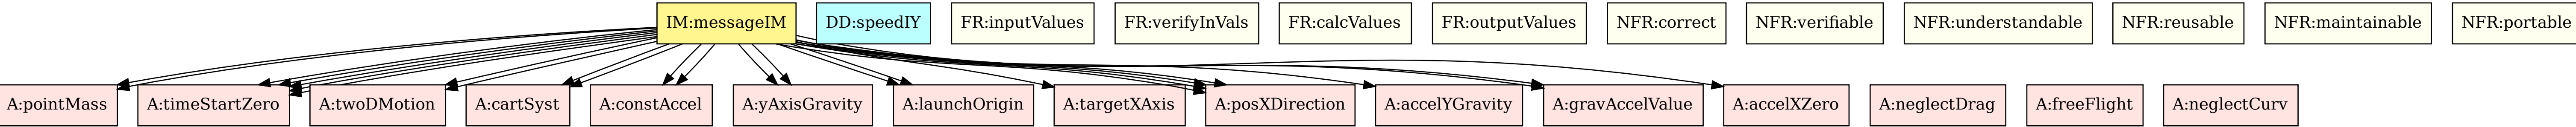 IM:messageIM
DD:speedIY
FR:inputValues
FR:verifyInVals
FR:calcValues
FR:outputValues
NFR:correct
NFR:verifiable
NFR:understandable
NFR:reusable
NFR:maintainable
NFR:portable
A:pointMass
A:timeStartZero
A:twoDMotion
A:cartSyst
A:constAccel
A:yAxisGravity
A:launchOrigin
A:targetXAxis
A:posXDirection
A:accelYGravity
A:gravAccelValue
A:accelXZero
A:neglectDrag
A:freeFlight
A:neglectCurv